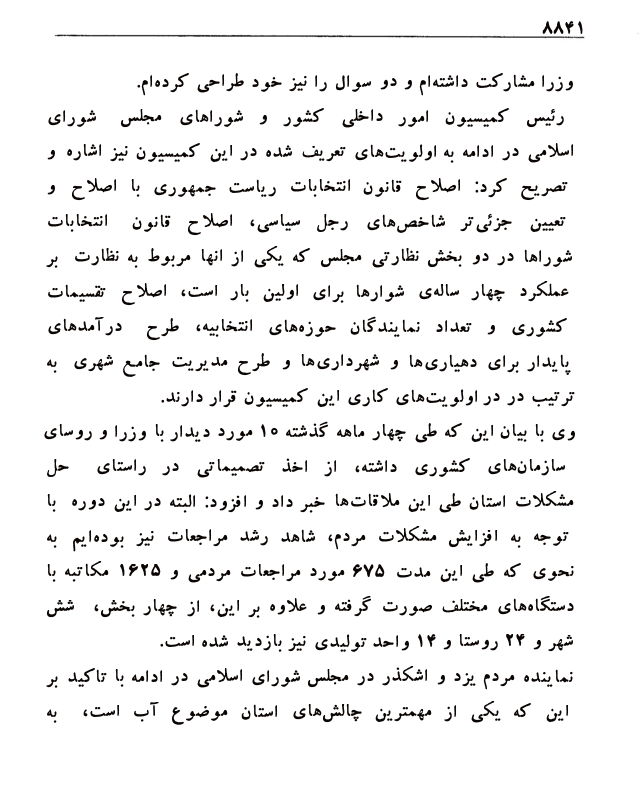 ۸۸۴۱
وزرا مشارکت داشته‌ام و دو سوال را نیز خود طراحی کرده‌ام.
رئیس کمیسیون امور داخلی کشور و شوراهای مجلس شورای
اسلامی در ادامه به اولویت‌های تعریف شده در این کمیسیون نیز اشاره و
تصریح کرد: اصلاح قانون انتخابات ریاست جمهوری با اصلاح و
تعیین جزئی‌تر شاخص‌های رجل سیاسی، اصلاح قانون انتخابات
شوراها در دو بخش نظارتی مجلس که یکی از انها مربوط به نظارت بر
عملکرد چهار ساله‌ی شوارها برای اولین بار است، اصلاح تقسیمات
کشوری و تعداد نمایندگان حوزه‌های انتخابیه، طرح درآمدهای
پایدار برای دهیاری‌ها و شهرداری‌ها و طرح مدیریت جامع شهری به
ترتیب در در اولویت‌های کاری این کمیسیون قرار دارند.
وی با بیان این که طی چهار ماهه گذشته ۱۵ مورد دیدار با وزرا و روسای
سازمان‌های کشوری داشته، از اخذ تصمیماتی در راستای حل
مشکلات استان طی این ملاقات‌ها خبر داد و افزود: البته در این دوره با
توجه به افزایش مشکلات مردم، شاهد رشد مراجعات نیز بوده‌ایم به
نحوی که طی این مدت ۶۷۵ مورد مراجعات مردمی و ۱۶۲۵ مکاتبه با
دستگاه‌های مختلف صورت گرفته و علاوه بر این، از چهار بخش، شش
شهر و ۲۴ روستا و ۱۴ واحد تولیدی نیز بازدید شده است.
نماینده مردم یزد و اشکذر در مجلس شورای اسلامی در ادامه با تاکید بر
این که یکی از مهمترین چالش‌های استان موضوع آب است، به